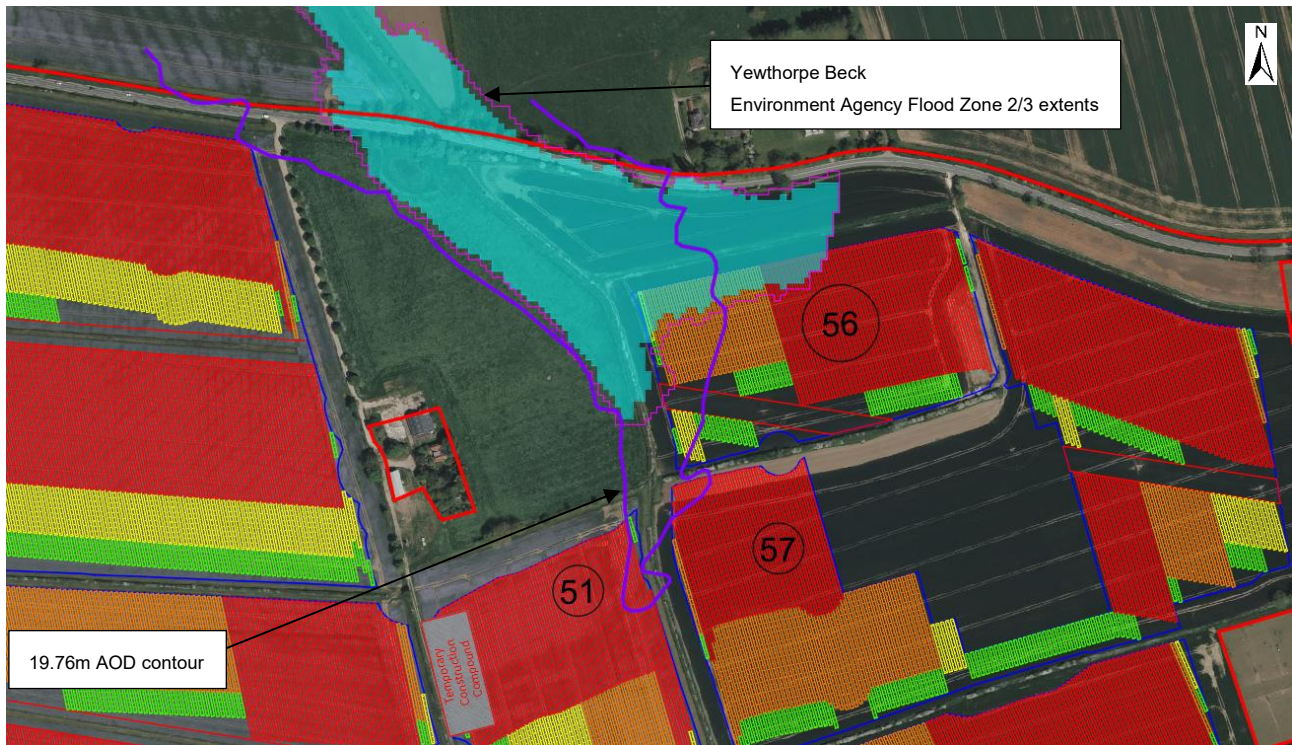 N
Yewthorpe Beck
Environment Agency Flood Zone 2/3 extents
56
57
51
19.76m AOD contour
Temporary
Construction
Compound